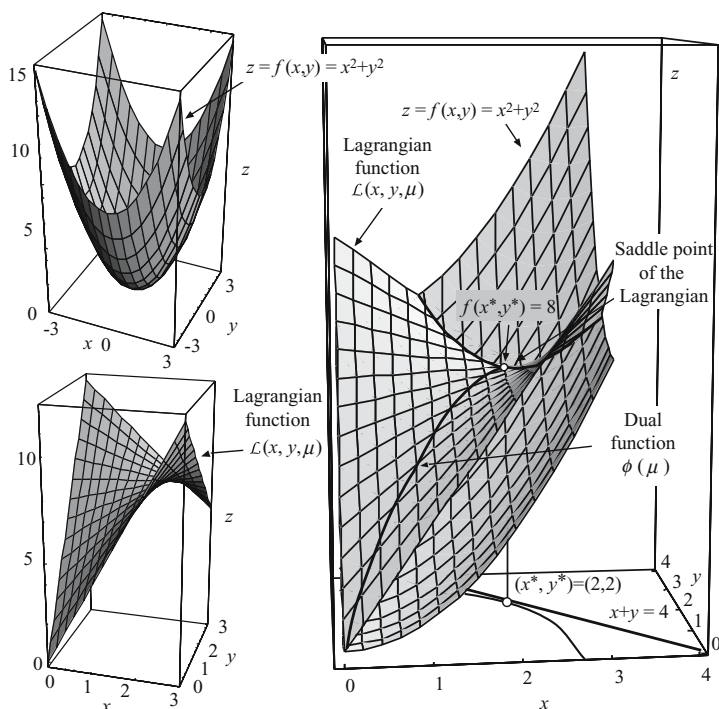 15
10
5
0
-3
x 0
3
-3
0
y
3
z
z = f (x,y) = x²+y²
10
5
0
0
1
2
3
x
0
1
2
3
y
z
Lagrangian
function
ℒ(x, y, μ)
z
z = f (x,y) = x²+y²
Lagrangian
function
ℒ(x, y, μ)
Saddle point
of the
Lagrangian
f (x*, y*) = 8
Dual
function
ϕ (μ)
(x*, y*)=(2,2)
x+y = 4
4
3
2
1
0
y
0
1
2
3
4
x